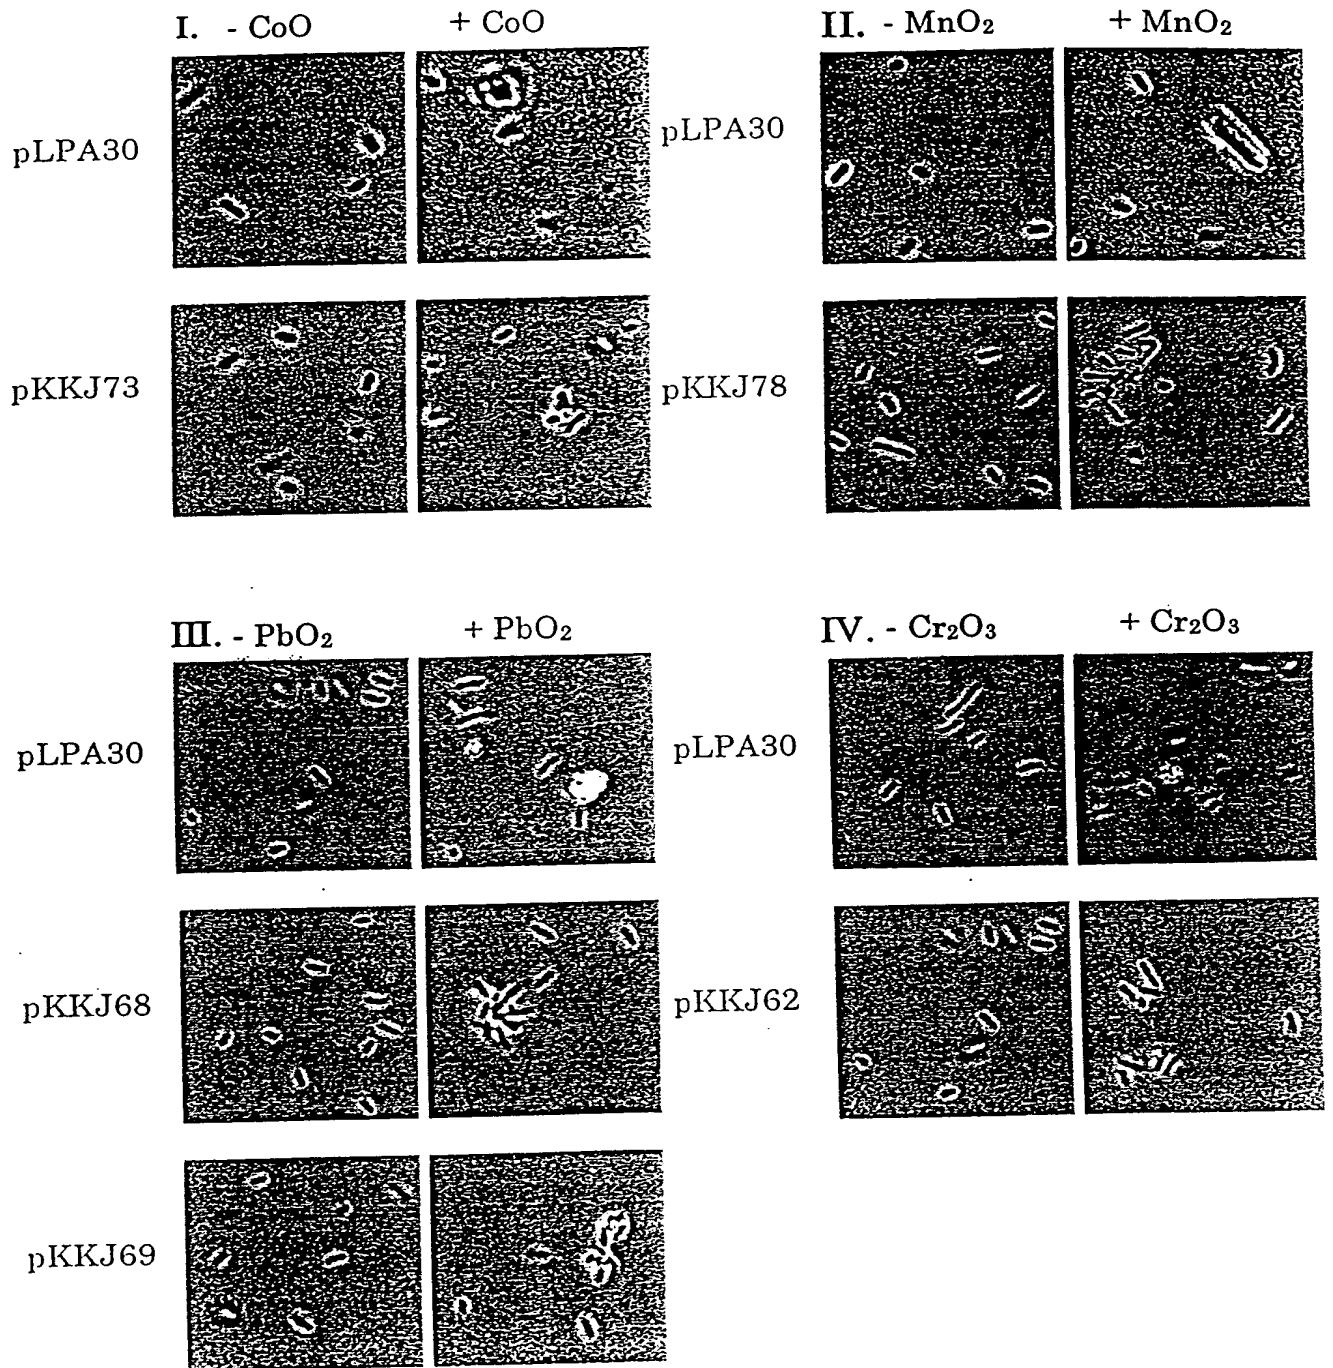 I. - CoO + CoO
II. - MnO₂ + MnO₂
pLPA30
pLPA30
pKKJ73
pKKJ78
III. - PbO₂ + PbO₂
IV. - Cr₂O₃ + Cr₂O₃
pLPA30
pLPA30
pKKJ68
pKKJ62
pKKJ69